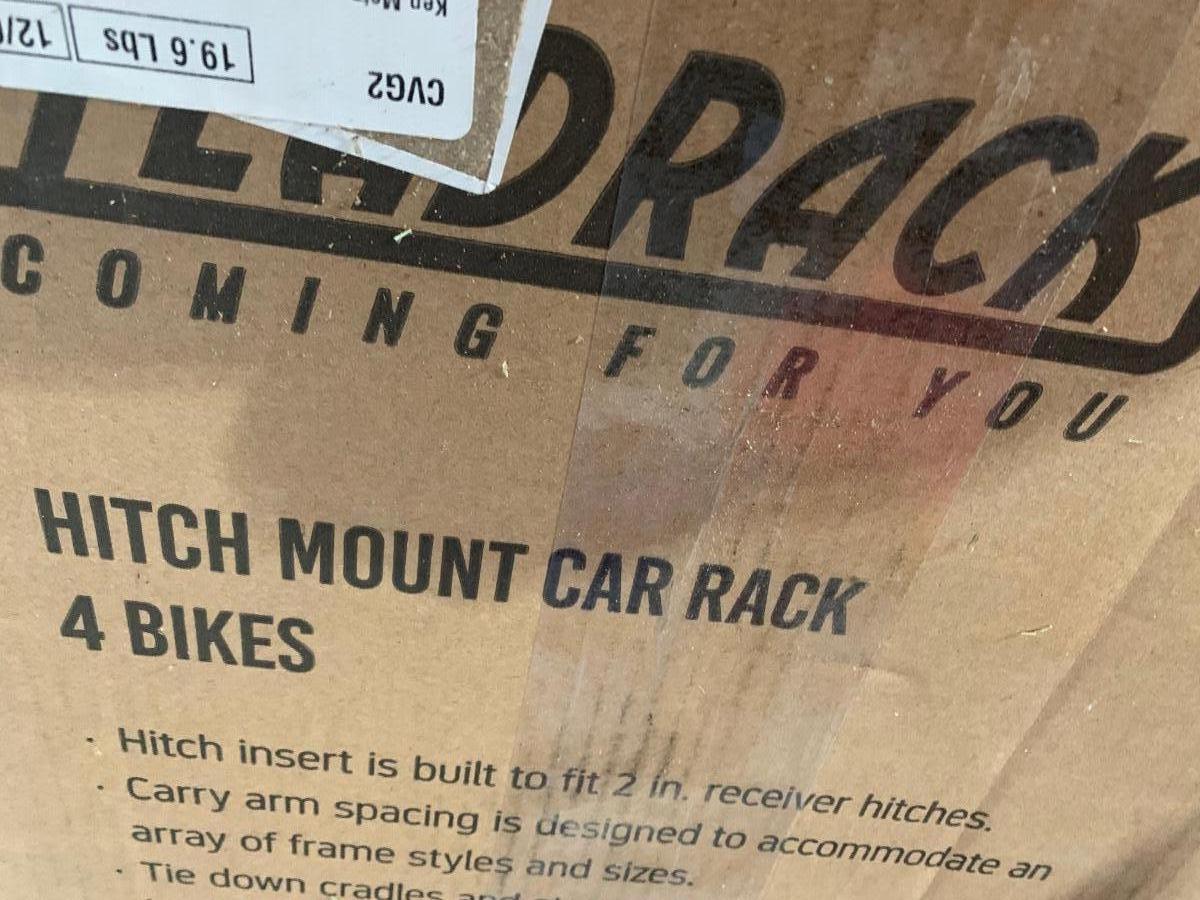 19.6 Lbs
CVG2
COMING FOR YOU
HITCH MOUNT CAR RACK
4 BIKES
· Hitch insert is built to fit 2 in. receiver hitches.
· Carry arm spacing is designed to accommodate an
array of frame styles and sizes.
· Tie down cradles and